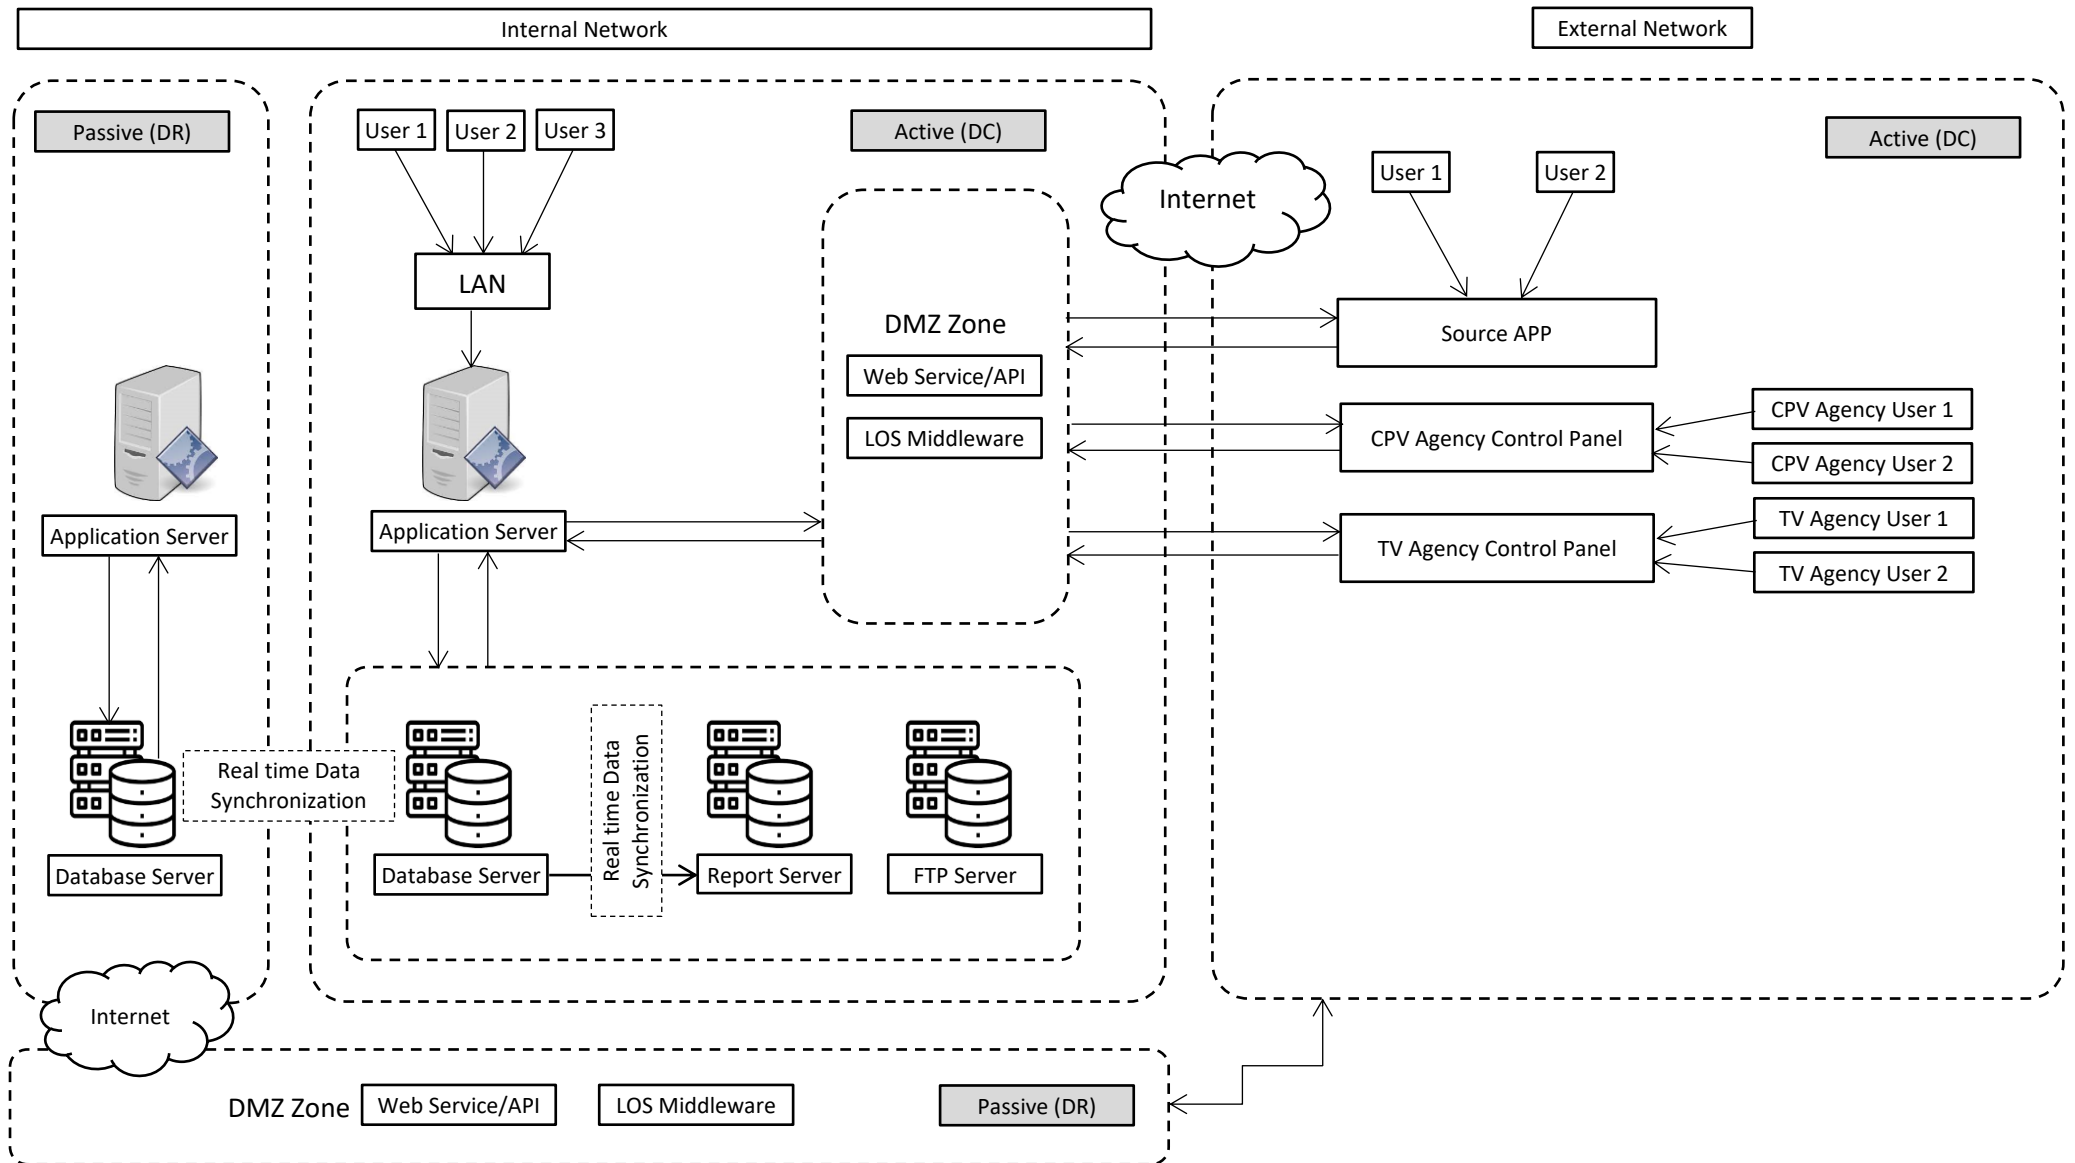 Internal Network
External Network
Passive (DR)
User 1
User 2
User 3
Active (DC)
Active (DC)
Internet
User 1
User 2
LAN
DMZ Zone
Web Service/API
LOS Middleware
Source APP
CPV Agency Control Panel
CPV Agency User 1
CPV Agency User 2
TV Agency Control Panel
TV Agency User 1
TV Agency User 2
Application Server
Application Server
Real time Data
Synchronization
Real time Data
Synchronization
Database Server
Database Server
Report Server
FTP Server
Internet
DMZ Zone
Web Service/API
LOS Middleware
Passive (DR)